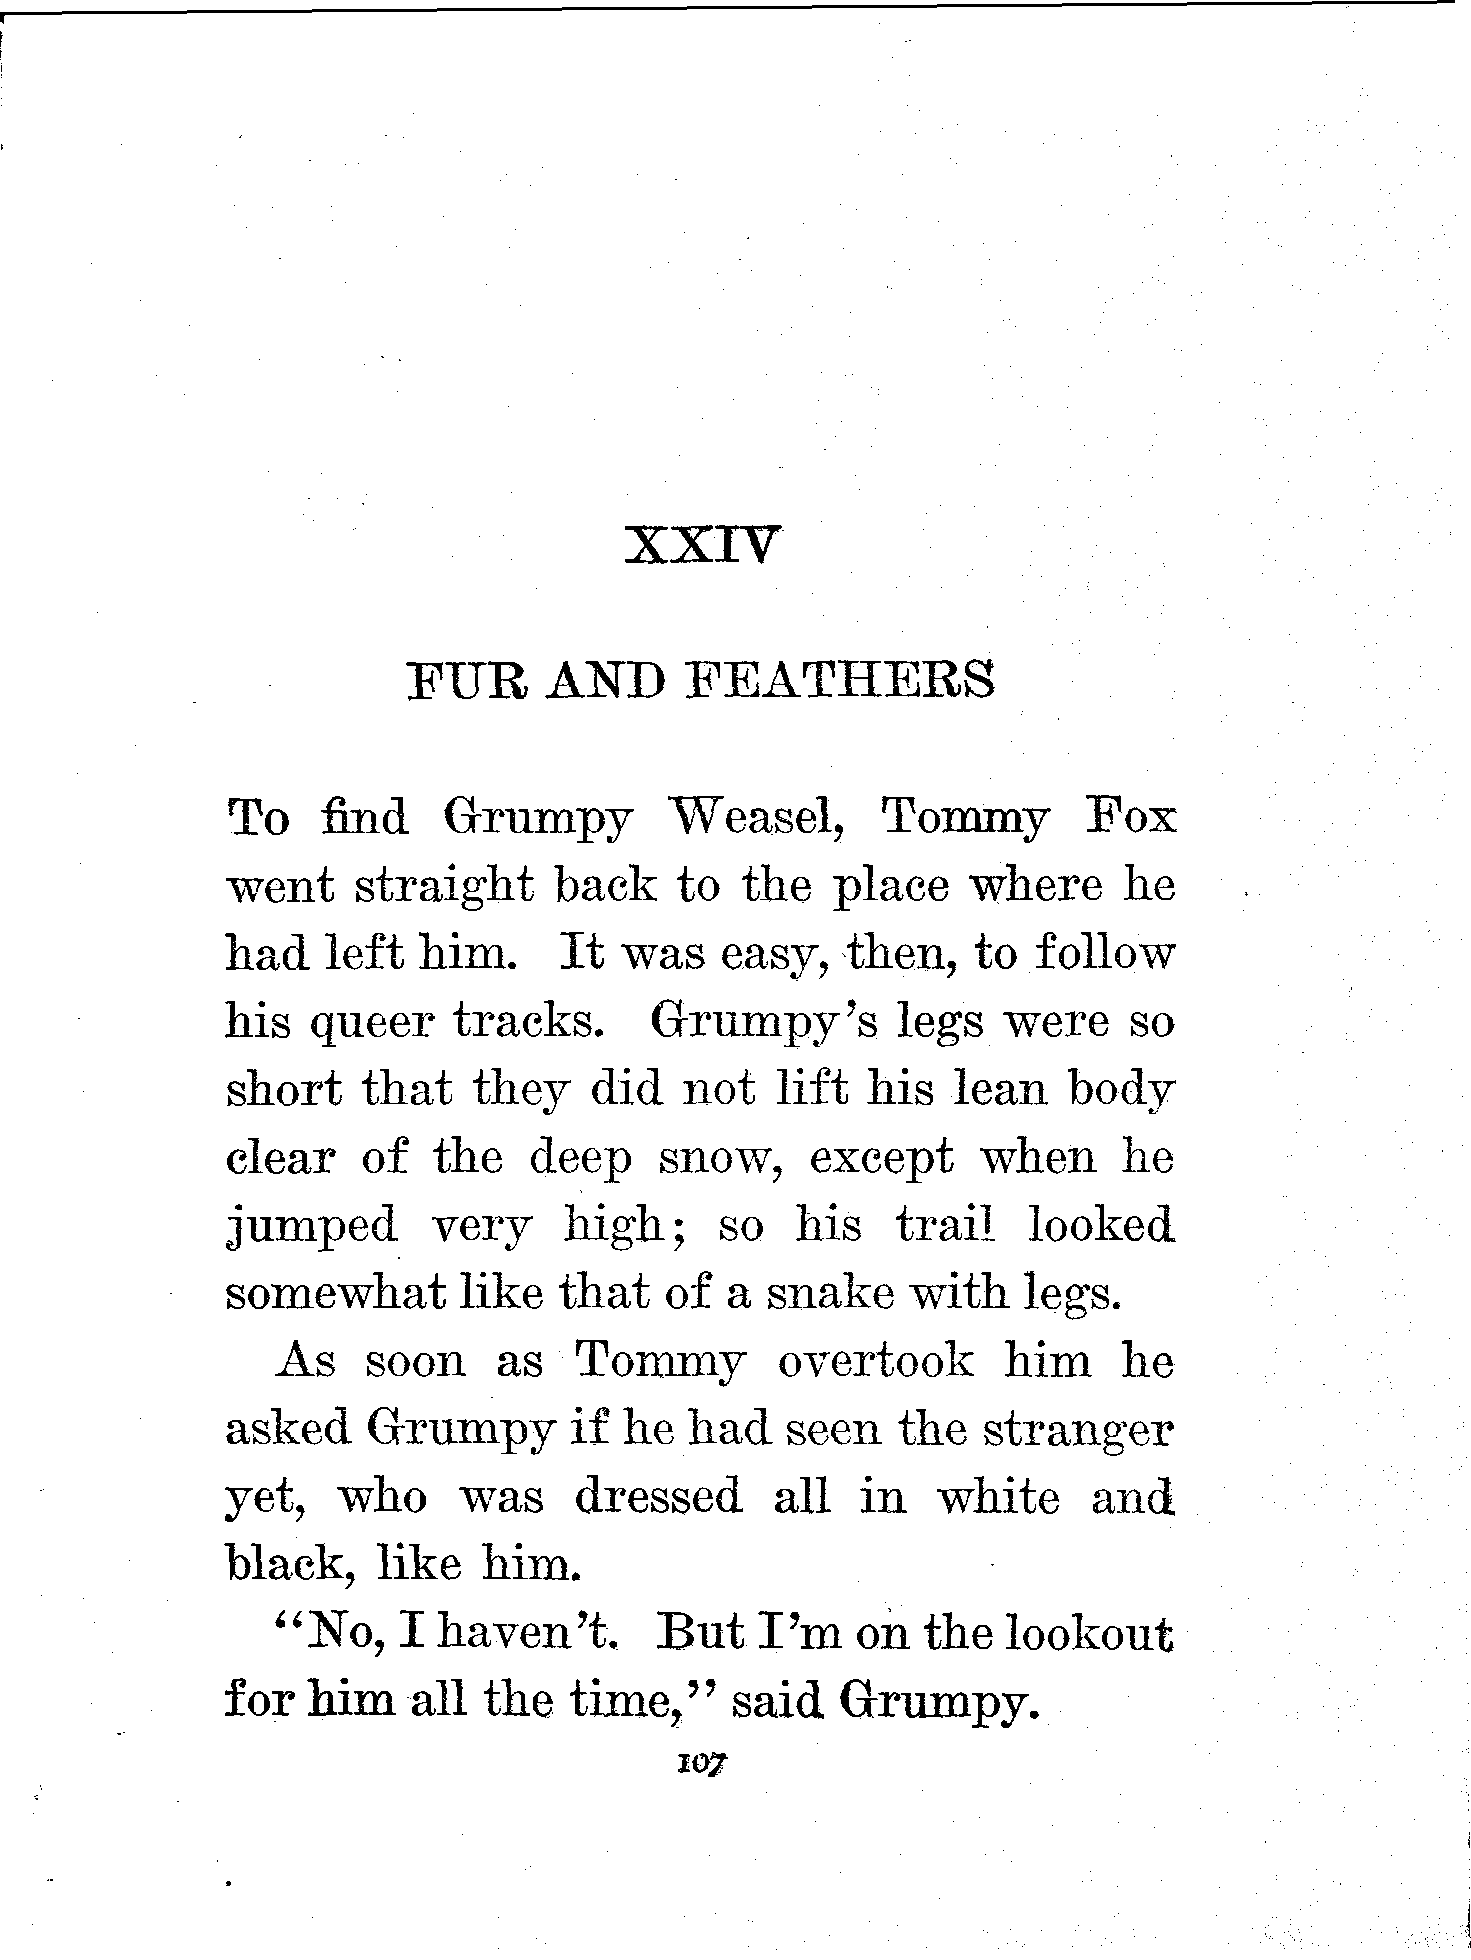 XXIV
FUR AND FEATHERS
To find Grumpy Weasel, Tommy Fox
went straight back to the place where he
had left him. It was easy, then, to follow
his queer tracks. Grumpy's legs were so
short that they did not lift his lean body
clear of the deep snow, except when he
jumped very high; so his trail looked
somewhat like that of a snake with legs.
As soon as Tommy overtook him he
asked Grumpy if he had seen the stranger
yet, who was dressed all in white and
black, like him.
“No, I haven't. But I'm on the lookout
for him all the time,” said Grumpy.
107